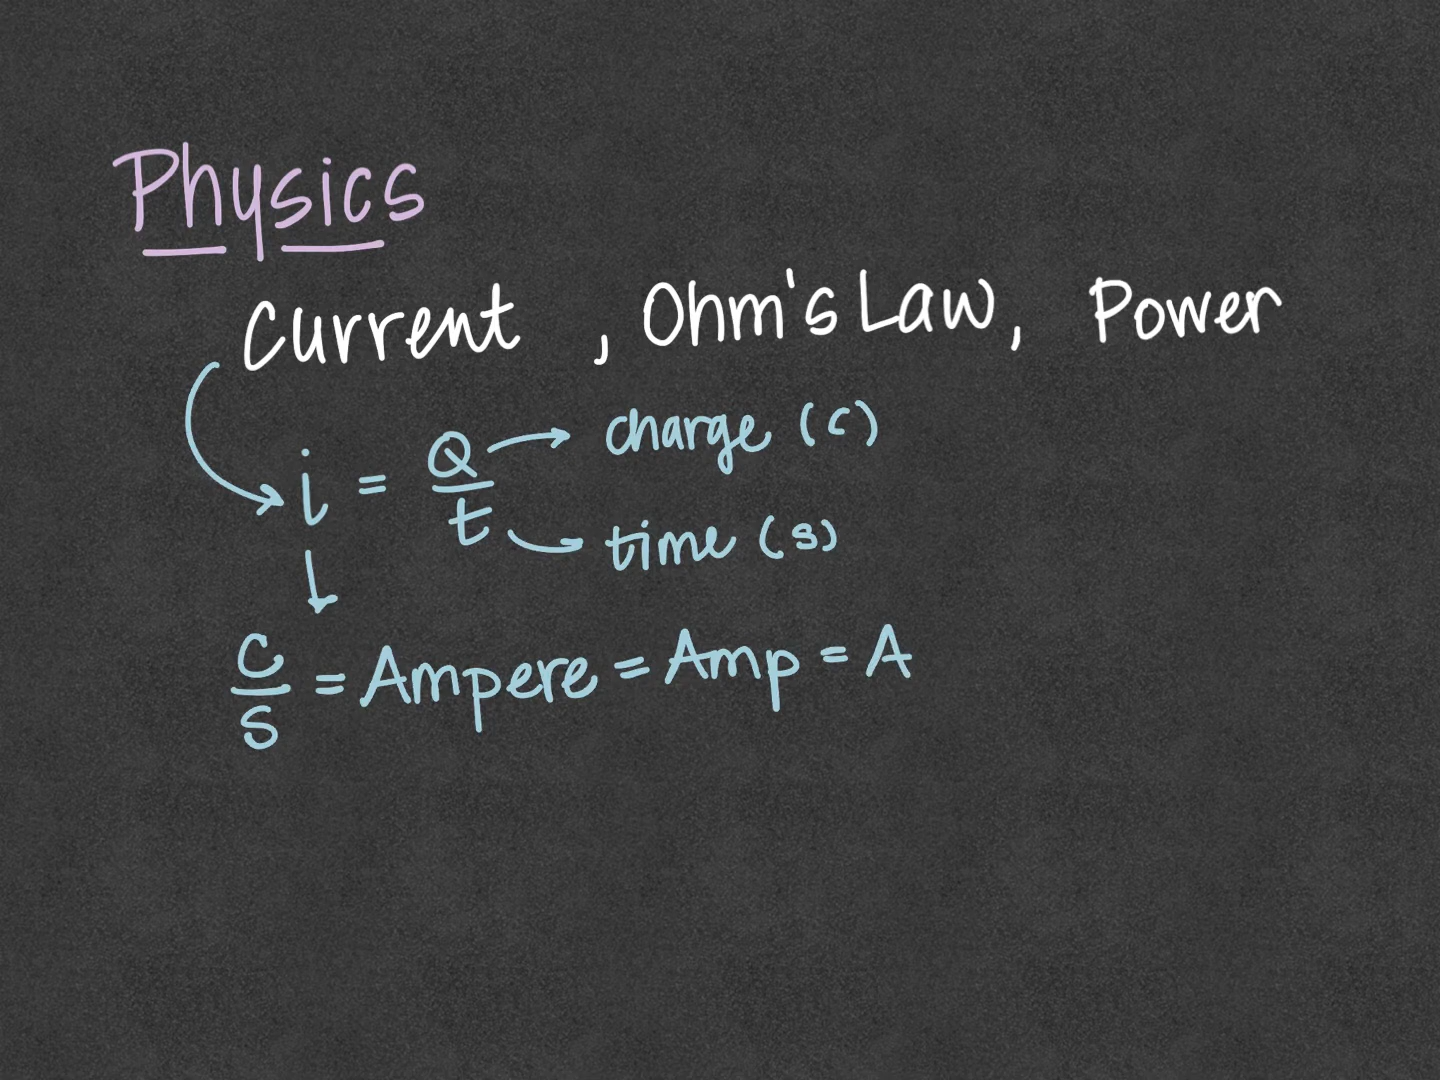 Physics
Current , Ohm's Law, Power
i = Q/t → charge (C)
→ time (s)
C/s = Ampere = Amp = A